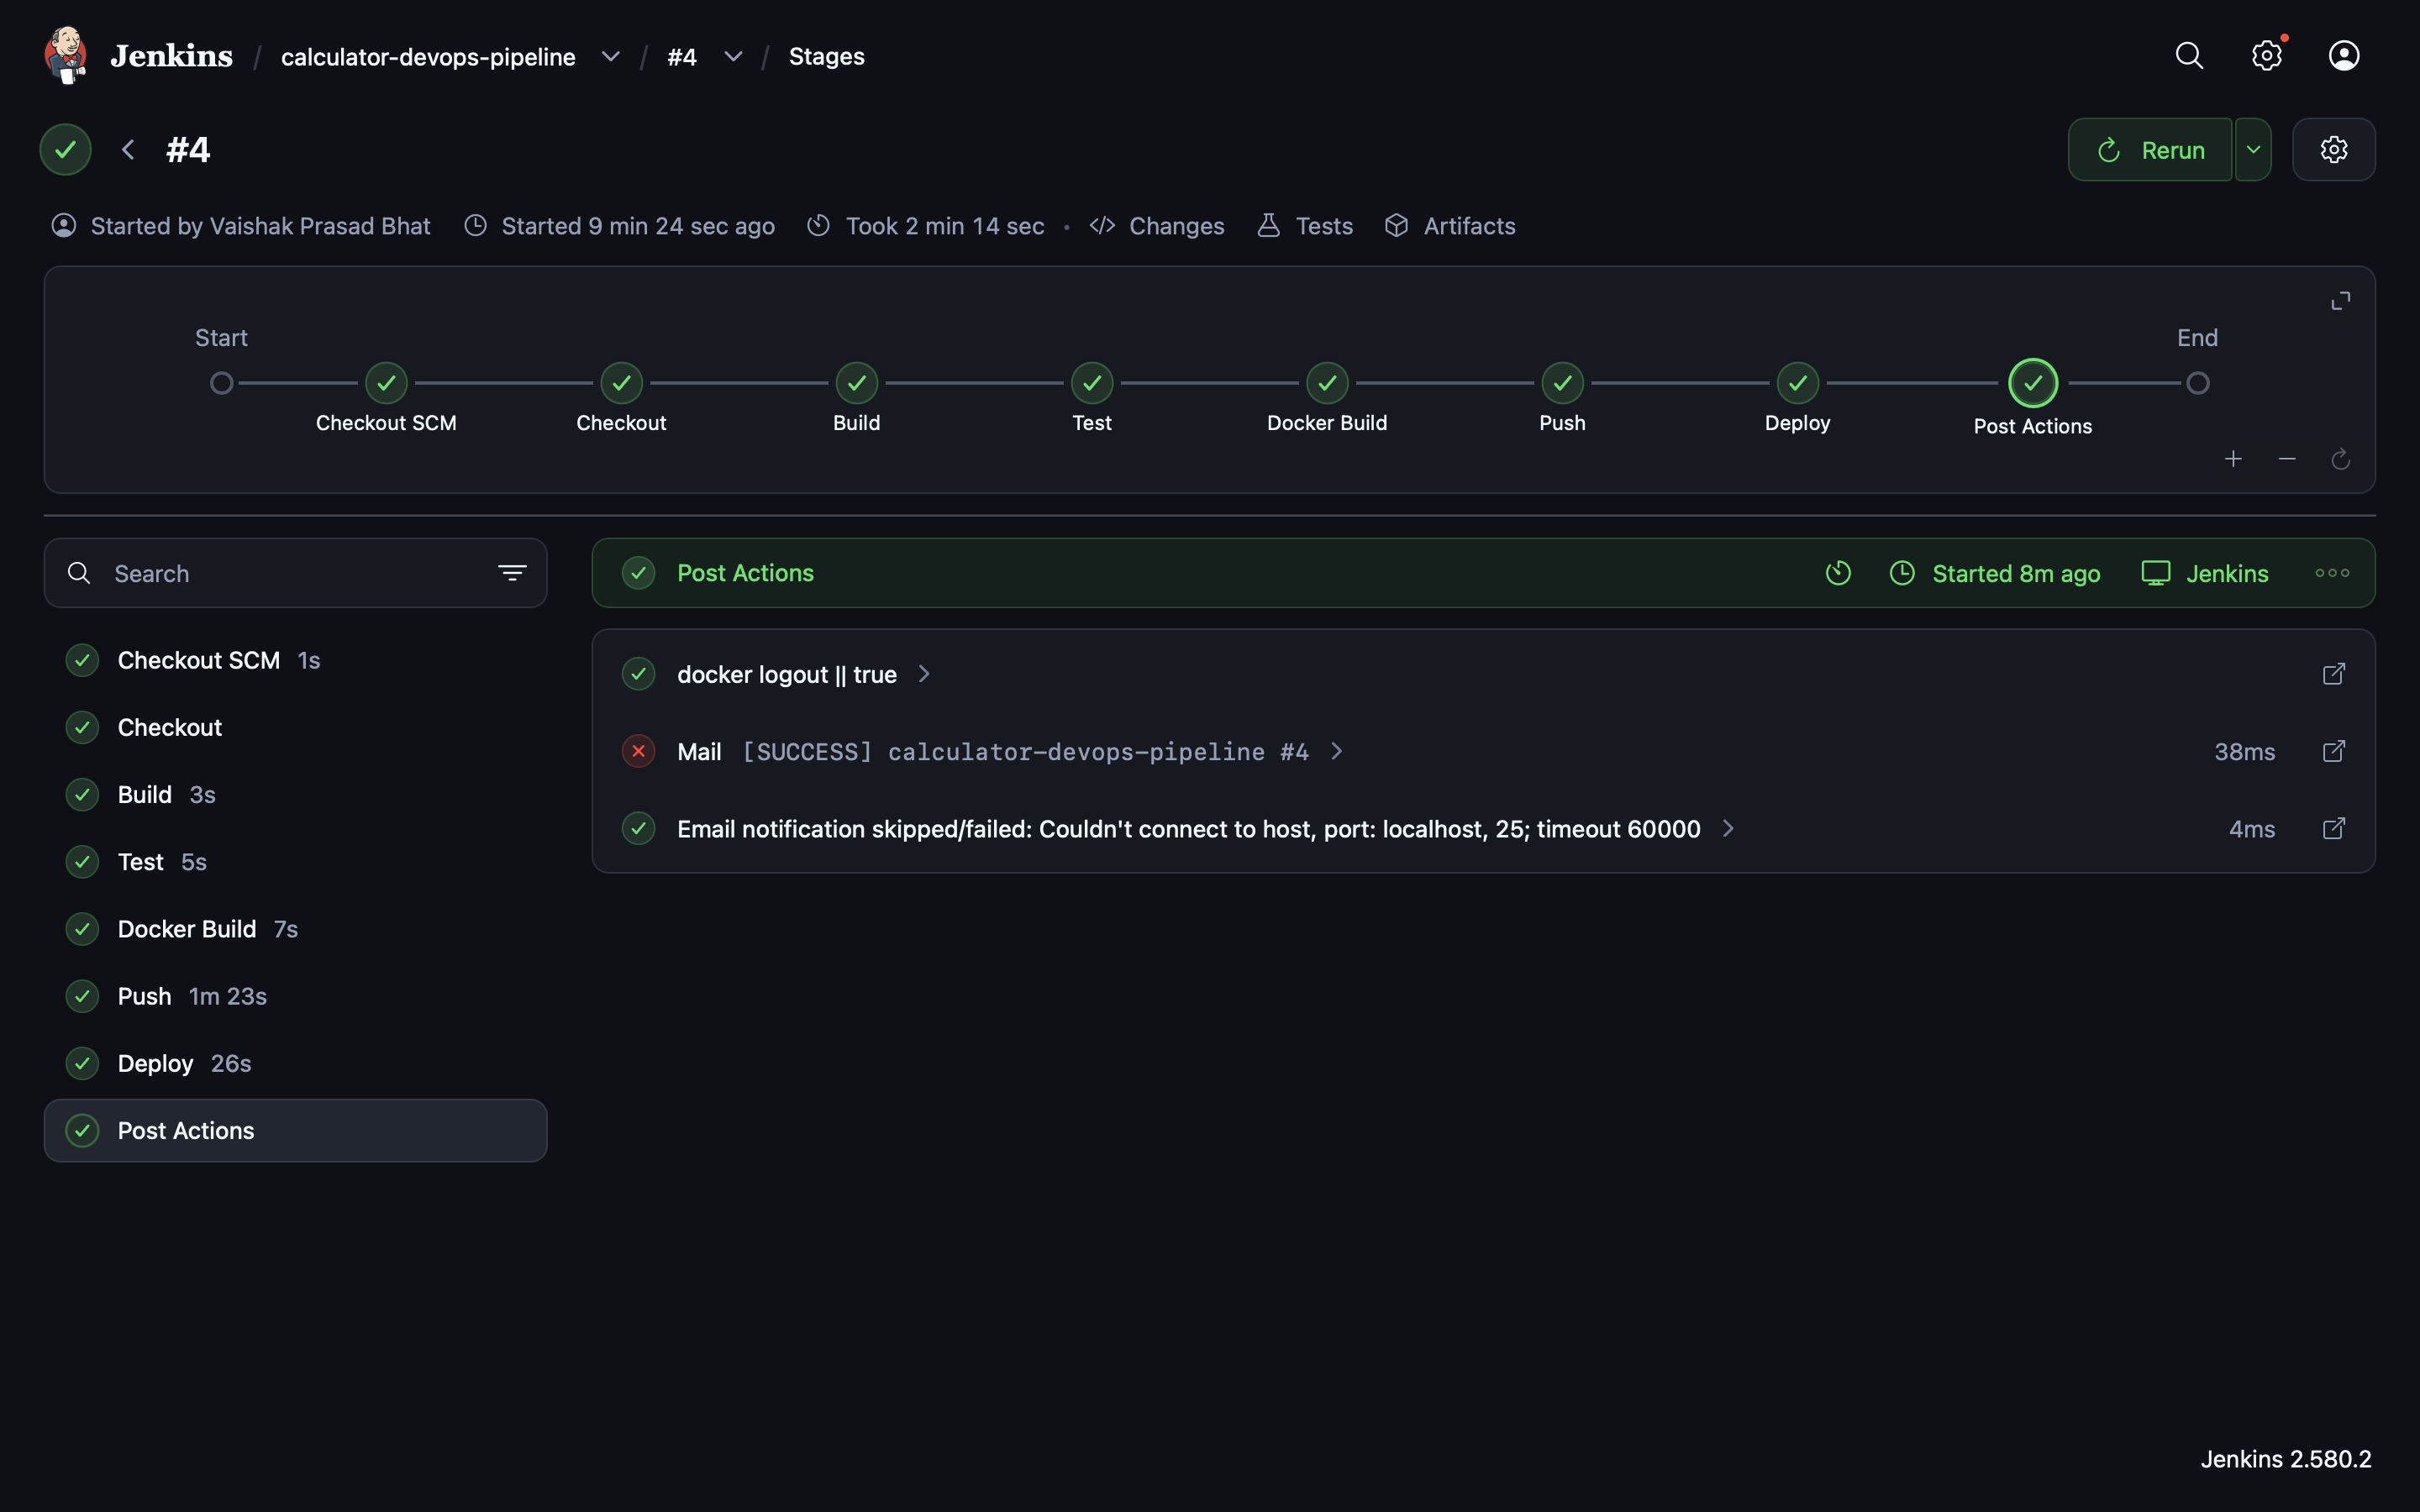 Jenkins / calculator-devops-pipeline / #4 / Stages
#4
Rerun
Started by Vaishak Prasad Bhat Started 9 min 24 sec ago Took 2 min 14 sec • Changes Tests Artifacts
Start End
Checkout SCM Checkout Build Test Docker Build Push Deploy Post Actions
Search
Checkout SCM 1s
Checkout
Build 3s
Test 5s
Docker Build 7s
Push 1m 23s
Deploy 26s
Post Actions
Post Actions Started 8m ago Jenkins
docker logout || true
Mail [SUCCESS] calculator-devops-pipeline #4 38ms
Email notification skipped/failed: Couldn't connect to host, port: localhost, 25; timeout 60000 4ms
Jenkins 2.580.2